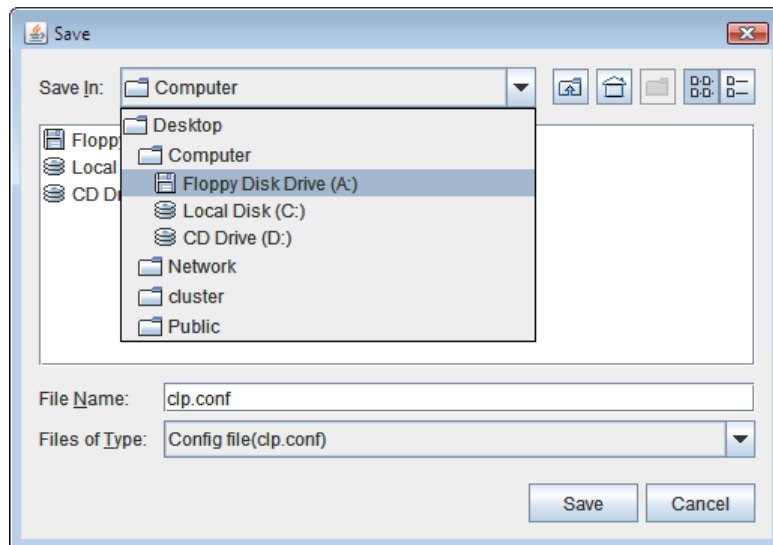 Save
Save In: Computer
Desktop
Computer
Floppy Disk Drive (A:)
Local Disk (C:)
CD Drive (D:)
Network
cluster
Public
Floppy
Local
CD
File Name: clp.conf
Files of Type: Config file(clp.conf)
Save Cancel